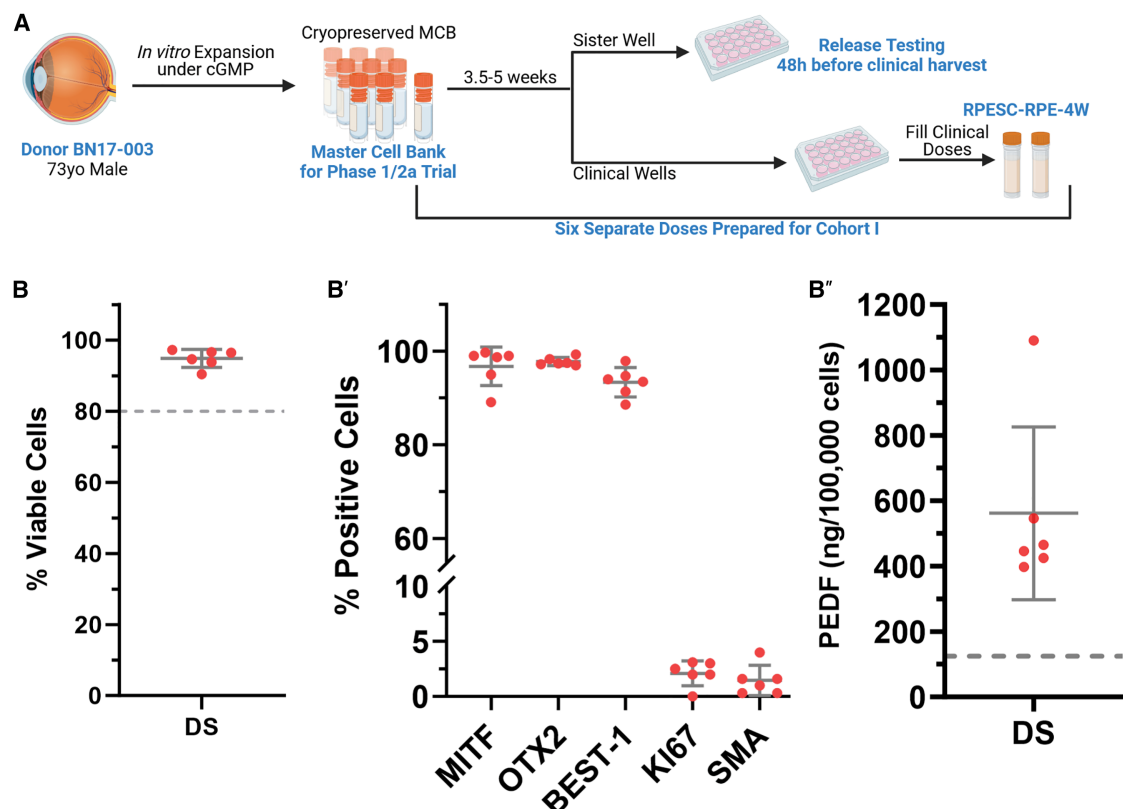 A
In vitro Expansion
under cGMP
Cryopreserved MCB
Donor BN17-003
73yo Male
Master Cell Bank
for Phase 1/2a Trial
3.5-5 weeks
Sister Well
Clinical Wells
Release Testing
48h before clinical harvest
Fill Clinical
Doses
RPESC-RPE-4W
Six Separate Doses Prepared for Cohort I
B
% Viable Cells
100
80
60
40
20
0
DS
B′
% Positive Cells
100
80
60
10
5
0
MITF
OTX2
BEST-1
KI67
SMA
B″
PEDF (ng/100,000 cells)
1200
1000
800
600
400
200
0
DS